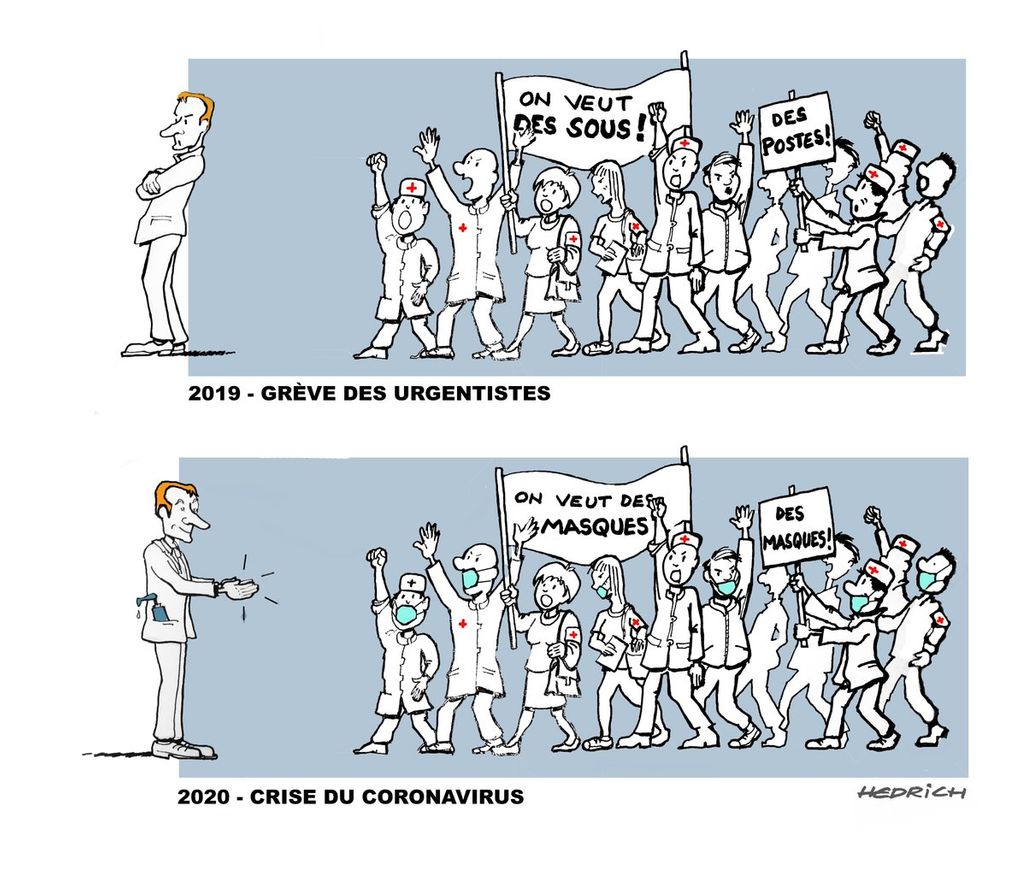 ON VEUT
DES SOUS!
DES
POSTES!
2019 - GRÈVE DES URGENTISTES
ON VEUT DES
MASQUES
DES
MASQUES!
2020 - CRISE DU CORONAVIRUS
HEDRICH